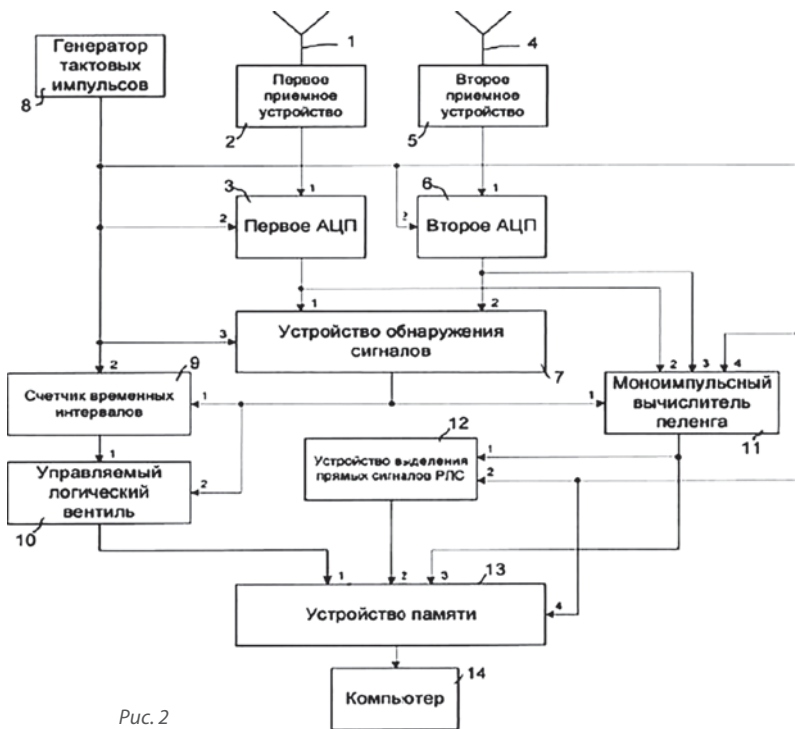 1
4
Генератор
тактовых
импульсов
8
Первое
приемное
устройство
2
Второе
приемное
устройство
5
3
1
6
1
2
Первое АЦП
2
Второе АЦП
1
2
3
Устройство обнаружения
сигналов
7
2
3
4
2
9
Счетчик временных
интервалов
1
1
Моноимпульсный
вычислитель
пеленга
11
12
1
Управляемый
логический
вентиль
2
10
Устройство выделения
прямых сигналов РЛС
1
2
1
2
3
13
Устройство памяти
4
Компьютер
14
Рис. 2